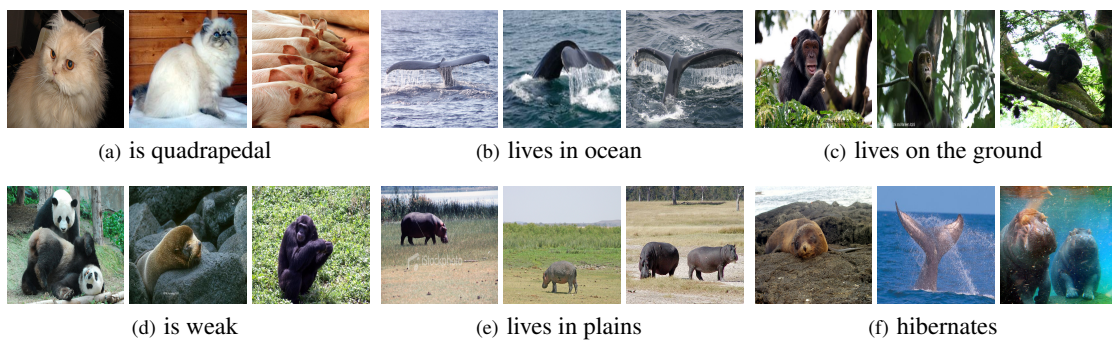 (a) is quadrapedal
(b) lives in ocean
(c) lives on the ground
(d) is weak
(e) lives in plains
(f) hibernates